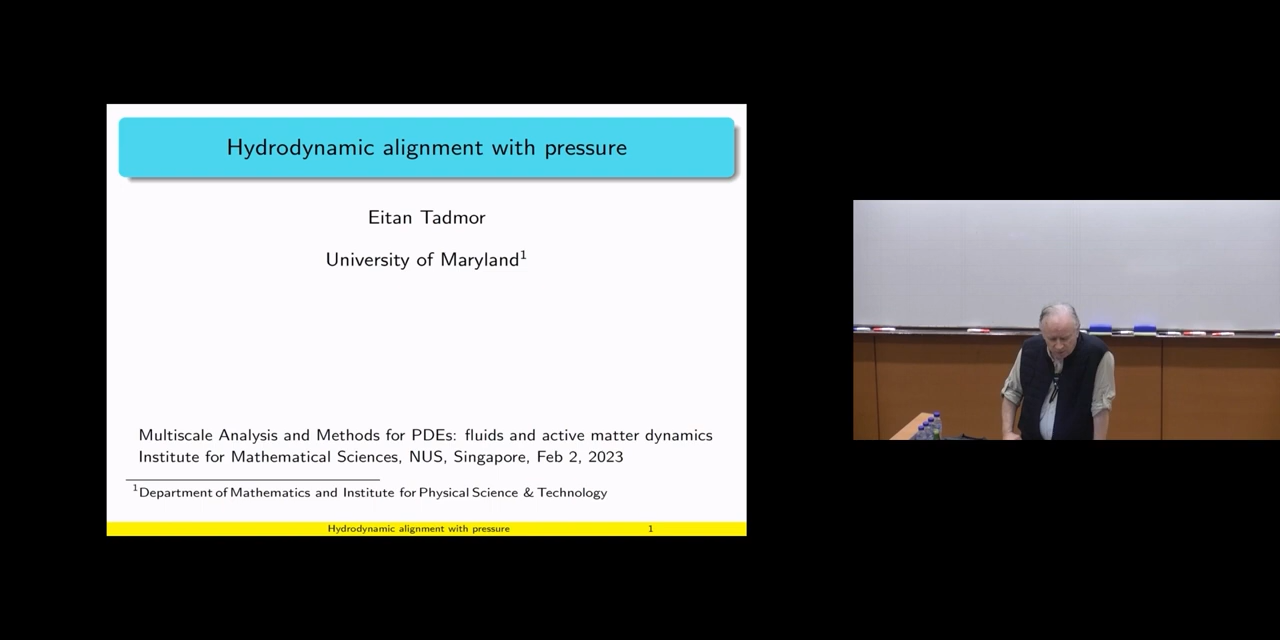 Hydrodynamic alignment with pressure
Eitan Tadmor
University of Maryland¹
Multiscale Analysis and Methods for PDEs: fluids and active matter dynamics
Institute for Mathematical Sciences, NUS, Singapore, Feb 2, 2023
¹Department of Mathematics and Institute for Physical Science & Technology
Hydrodynamic alignment with pressure 1